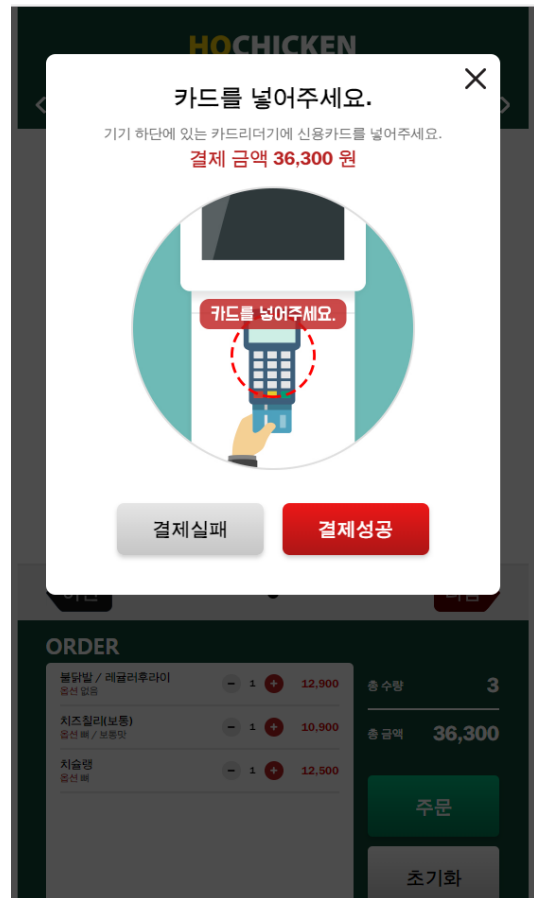 HOCHICKEN
카드를 넣어주세요.
기기 하단에 있는 카드리더기에 신용카드를 넣어주세요.
결제 금액 36,300 원
카드를 넣어주세요.
결제실패
결제성공
ORDER
불닭발 / 레귤러후라이
옵션 없음
1
12,900
치즈칠리(보통)
옵션 뼈 / 보통맛
1
10,900
치슐랭
옵션 뼈
1
12,500
총 수량 3
총 금액 36,300
주문
초기화